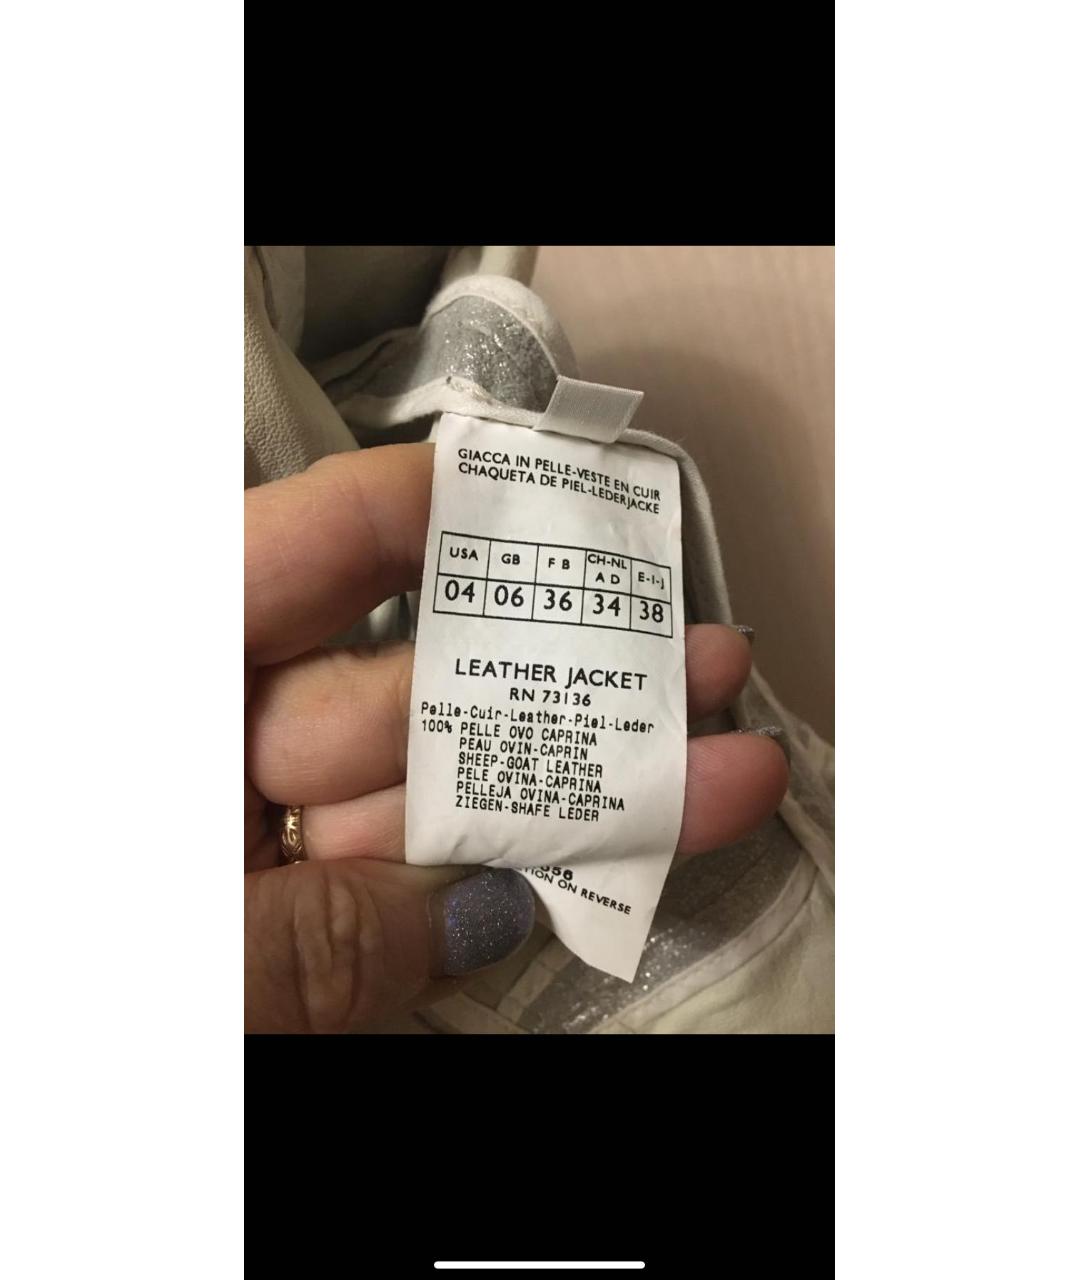 GIACCA IN PELLE-VESTE EN CUIR
CHAQUETA DE PIEL-LEDERJACKE
USA GB F B CH-NL A D E-I-J
04 06 36 34 38
LEATHER JACKET
RN 73136
Pelle-Cuir-Leather-Piel-Leder
100% PELLE OVO CAPRINA
PEAU OVIN-CAPRIN
SHEEP-GOAT LEATHER
PELE OVINA-CAPRINA
PELLEJA OVINA-CAPRINA
ZIEGEN-SHAFE LEDER
ON REVERSE